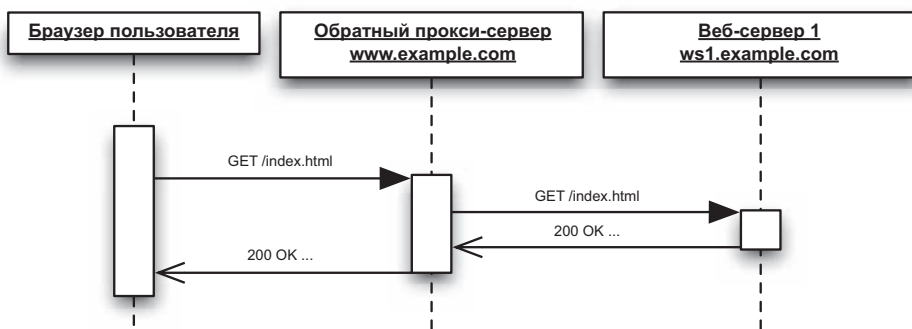 Браузер пользователя
Обратный прокси-сервер
www.example.com
Веб-сервер 1
ws1.example.com
GET /index.html
GET /index.html
200 OK ...
200 OK ...